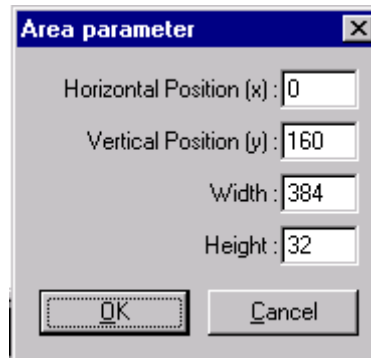 Area parameter
Horizontal Position (x) : 0
Vertical Position (y) : 160
Width : 384
Height : 32
OK Cancel